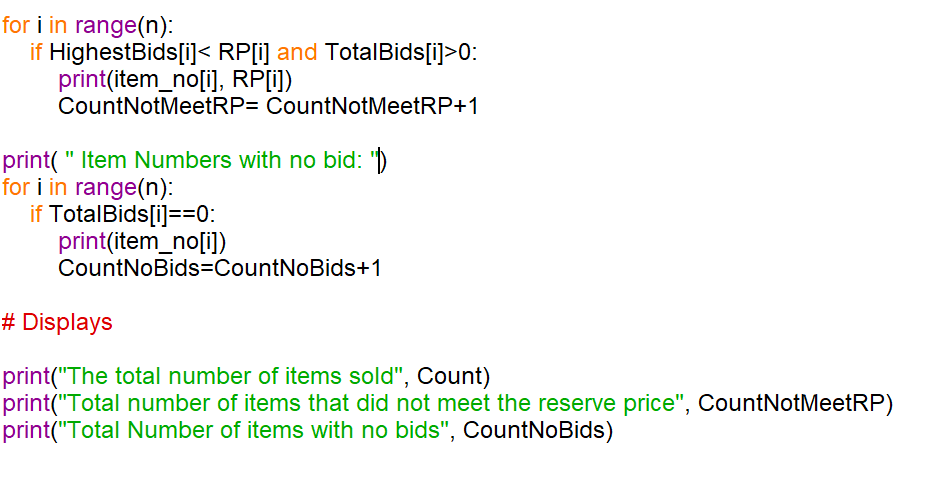 for i in range(n):
if HighestBids[i]< RP[i] and TotalBids[i]>0:
print(item_no[i], RP[i])
CountNotMeetRP= CountNotMeetRP+1
print( " Item Numbers with no bid: ")
for i in range(n):
if TotalBids[i]==0:
print(item_no[i])
CountNoBids=CountNoBids+1
# Displays
print("The total number of items sold", Count)
print("Total number of items that did not meet the reserve price", CountNotMeetRP)
print("Total Number of items with no bids", CountNoBids)